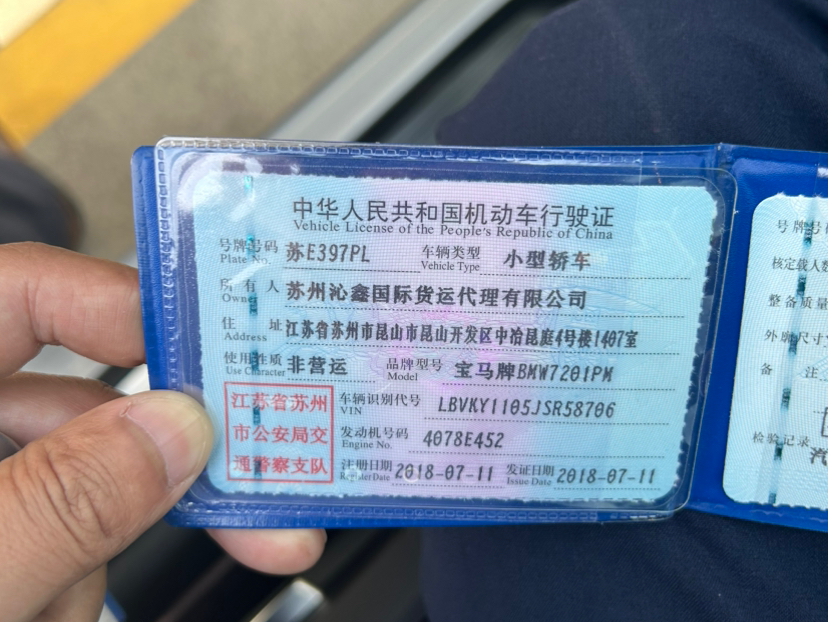 中华人民共和国机动车行驶证
Vehicle License of the People's Republic of China
号牌号码 苏E397PL 车辆类型 小型轿车
Plate No. Vehicle Type
所有人 苏州沁鑫国际货运代理有限公司
Owner
住址 江苏省苏州市昆山市昆山开发区中冶昆庭4号楼1407室
Address
使用性质 非营运 品牌型号 宝马牌BMW7201PM
Use Character Model
江苏省苏州
市公安局交
通警察支队
车辆识别代号 LBVKY1105JSR58706
VIN
发动机号码 4078E452
Engine No.
注册日期 2018-07-11 发证日期 2018-07-11
Register Date Issue Date
号牌号码
核定载人数
整备质量
外廓尺寸
备注
检验记录